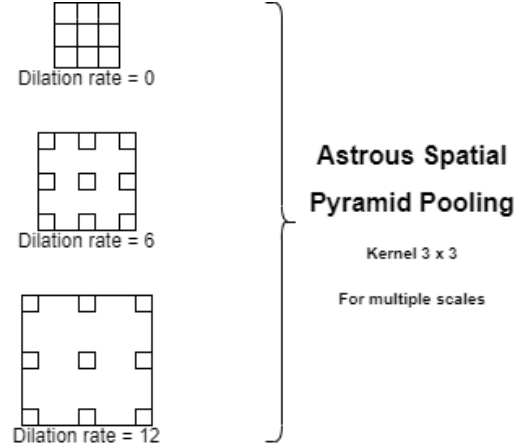 Dilation rate = 0
Dilation rate = 6
Dilation rate = 12
Astrous Spatial
Pyramid Pooling
Kernel 3 x 3
For multiple scales